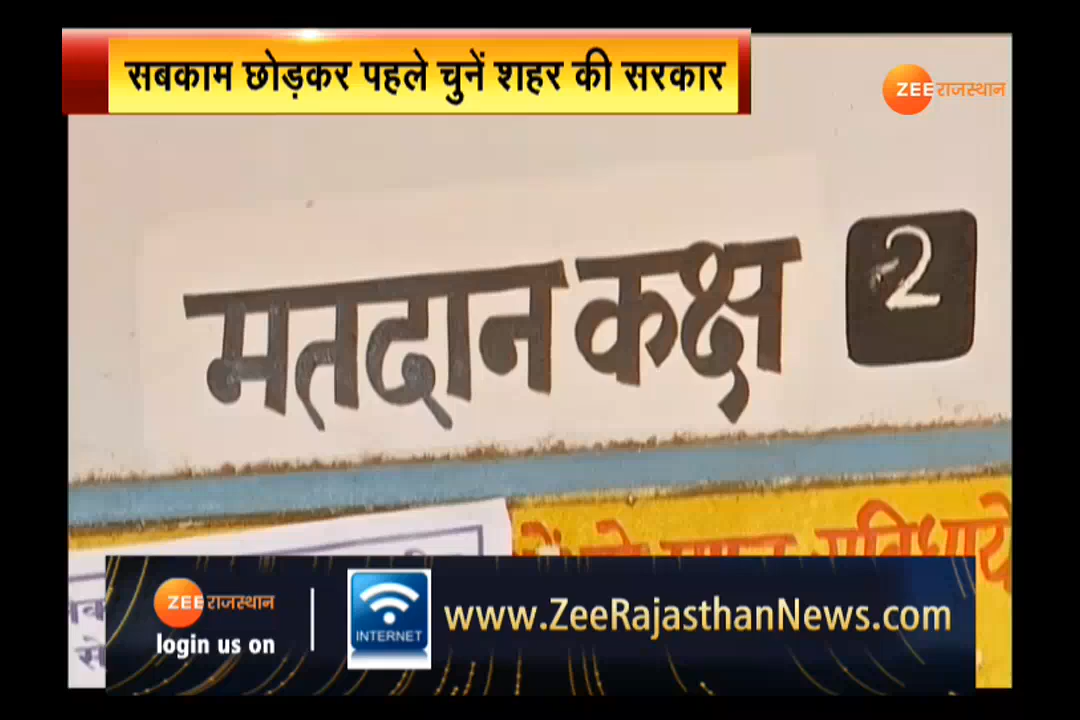 सबकाम छोड़कर पहले चुनें शहर की सरकार
ZEE राजस्थान
मतदान कक्ष 2
सुविधायें
ZEE राजस्थान
login us on
INTERNET
www.ZeeRajasthanNews.com